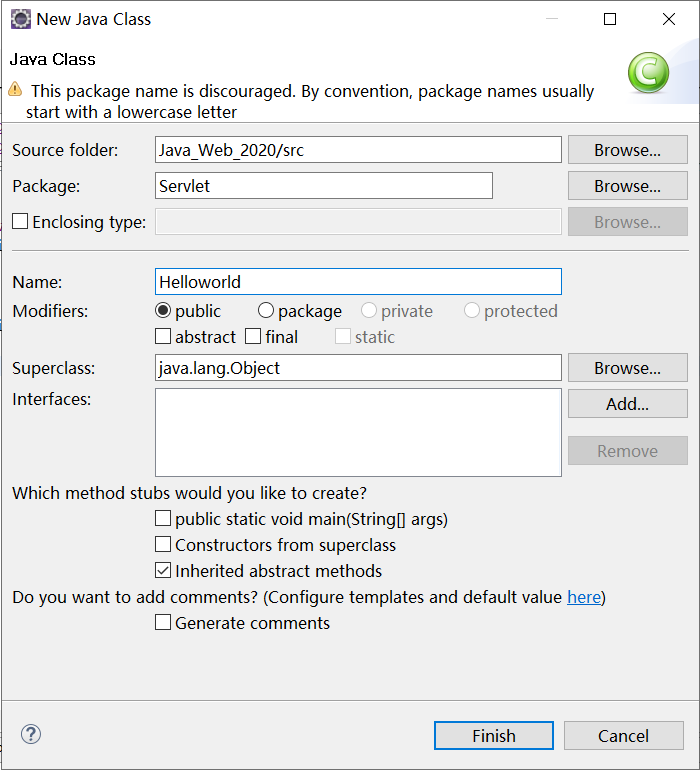 New Java Class
Java Class
This package name is discouraged. By convention, package names usually
start with a lowercase letter
Source folder: Java_Web_2020/src Browse...
Package: Servlet Browse...
Enclosing type: Browse...
Name: Helloworld
Modifiers: public package private protected
abstract final static
Superclass: java.lang.Object Browse...
Interfaces: Add...
Remove
Which method stubs would you like to create?
public static void main(String[] args)
Constructors from superclass
Inherited abstract methods
Do you want to add comments? (Configure templates and default value here)
Generate comments
Finish Cancel